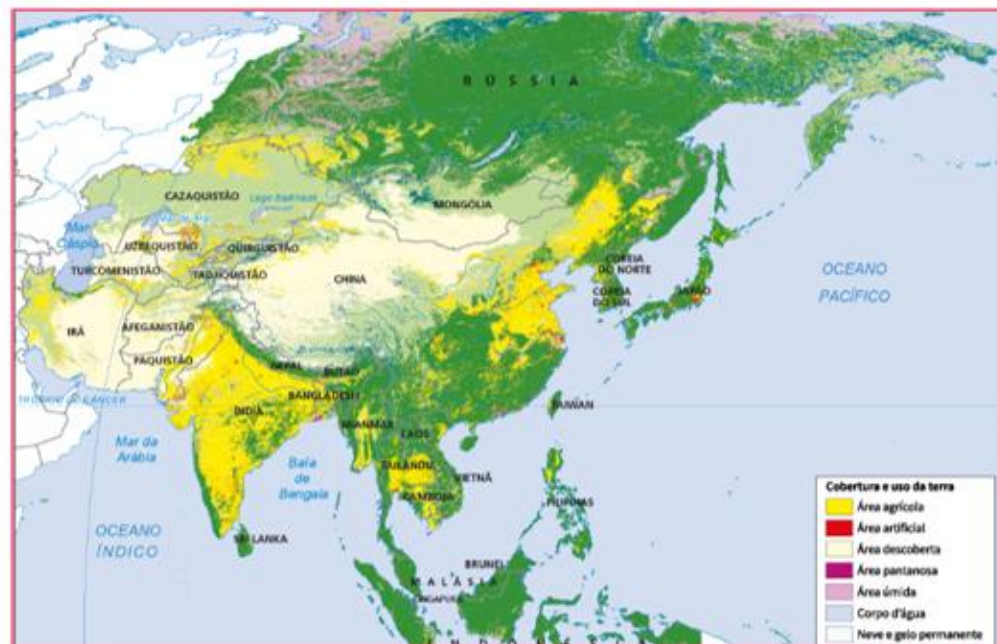 RÚSSIA
CAZAQUISTÃO
MONGÓLIA
Mar
Cáspio
UZBEQUISTÃO
QUIRGUISTÃO
TURCOMENISTÃO
TADJIQUISTÃO
CHINA
COREIA
DO NORTE
COREIA
DO SUL
JAPÃO
OCEANO
PACÍFICO
IRÃ
AFEGANISTÃO
PAQUISTÃO
NEPAL
BUTÃO
TRÓPICO DE CÂNCER
ÍNDIA
BANGLADESH
TAIWAN
MIANMAR
LAOS
Mar da
Arábia
Baía
de
Bengala
TAILÂNDIA
VIETNÃ
CAMBOJA
FILIPINAS
OCEANO
ÍNDICO
SRI LANKA
BRUNEI
MALÁSIA
Cobertura e uso da terra
Área agrícola
Área artificial
Área descoberta
Área pantanosa
Área úmida
Corpo d'água
Neve e gelo permanente